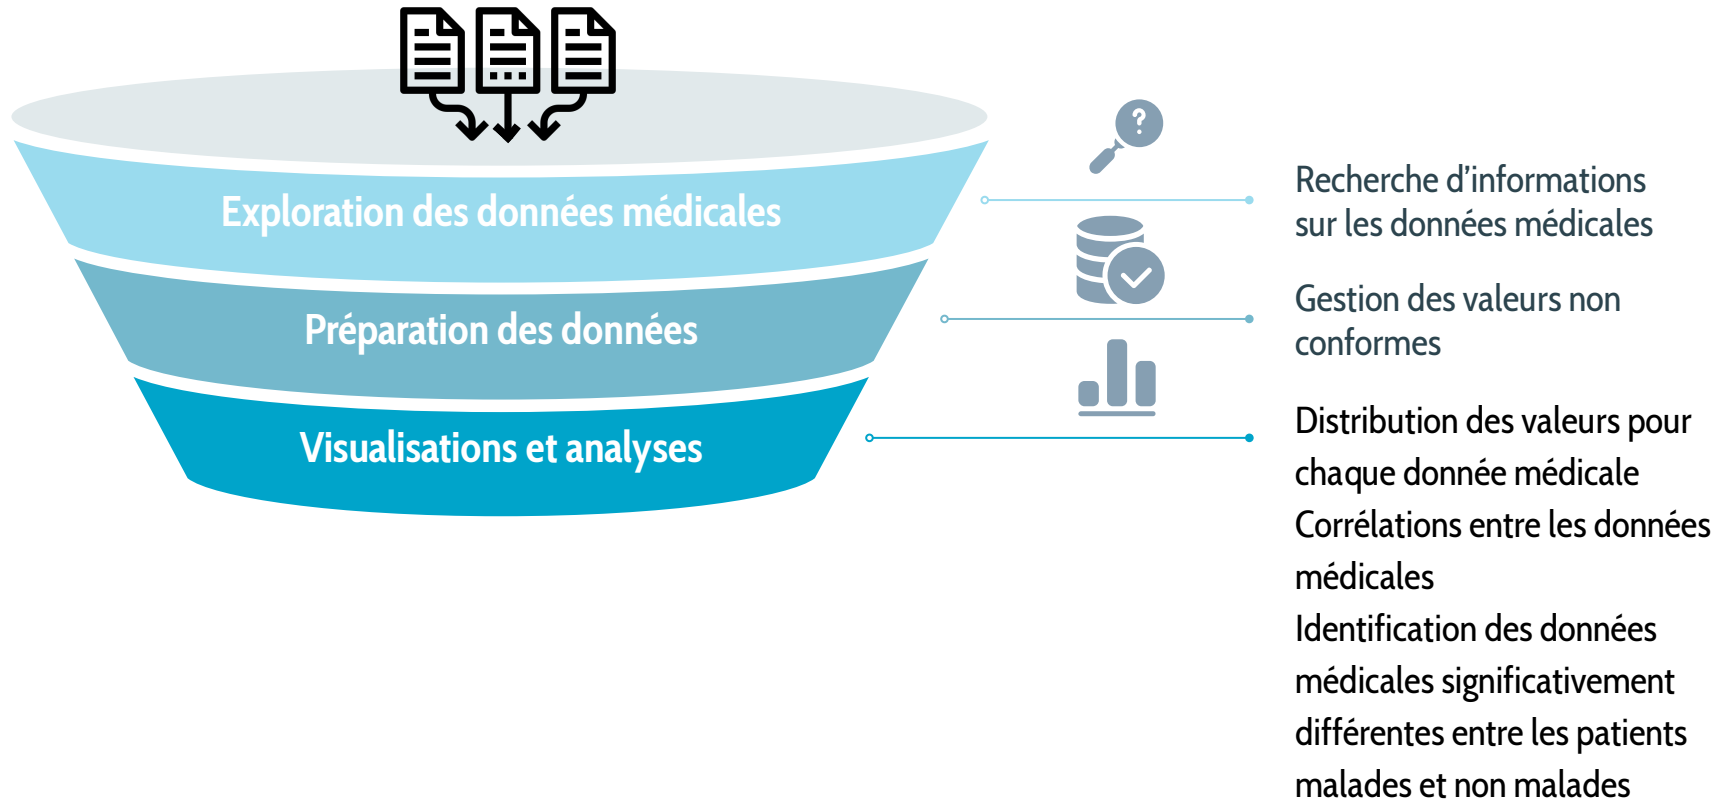 Exploration des données médicales
Recherche d’informations
sur les données médicales
Préparation des données
Gestion des valeurs non
conformes
Visualisations et analyses
Distribution des valeurs pour
chaque donnée médicale
Corrélations entre les données
médicales
Identification des données
médicales significativement
différentes entre les patients
malades et non malades